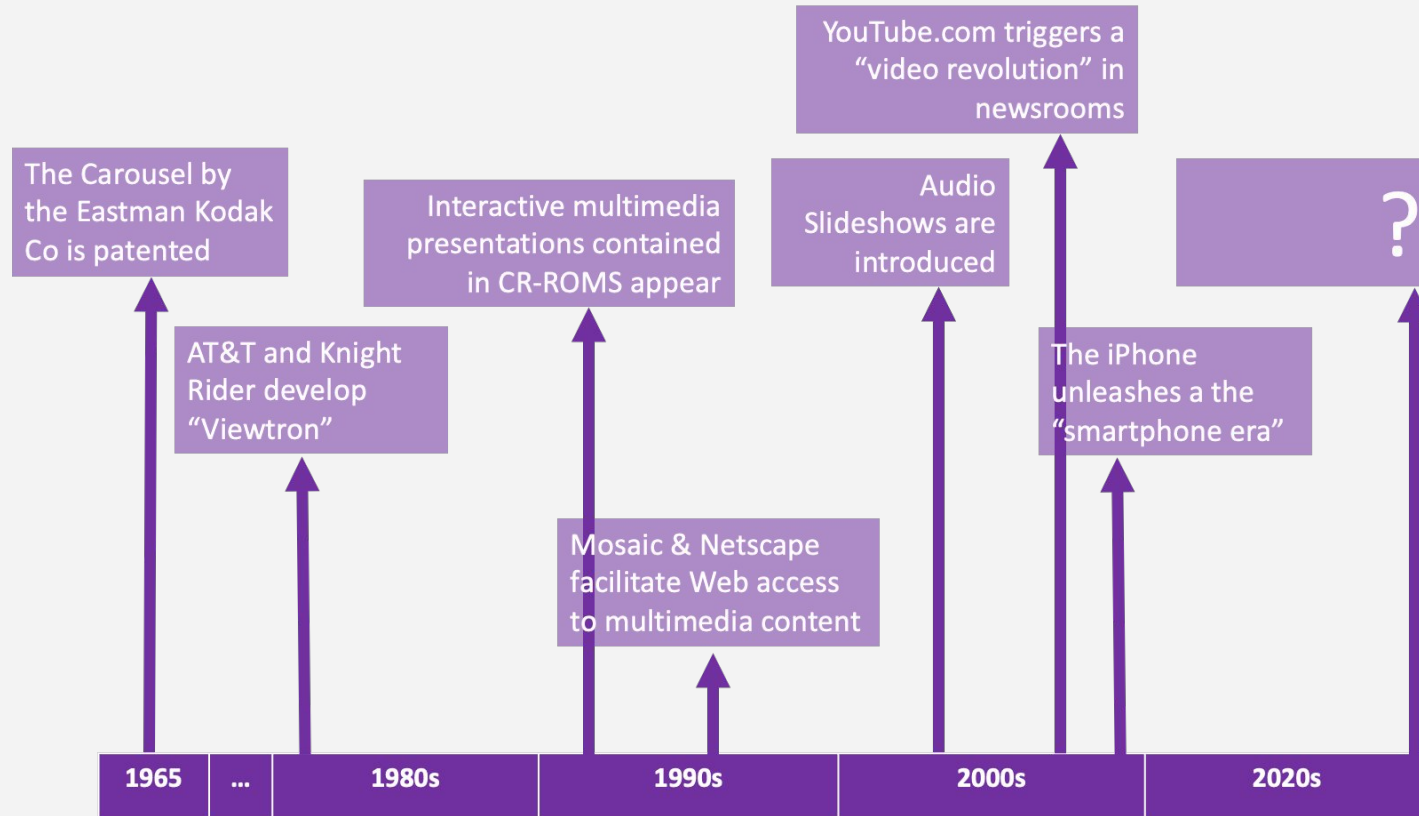 YouTube.com triggers a
“video revolution” in
newsrooms
The Carousel by
the Eastman Kodak
Co is patented
Interactive multimedia
presentations contained
in CR-ROMS appear
Audio
Slideshows are
introduced
?
AT&T and Knight
Rider develop
“Viewtron”
The iPhone
unleashes a the
“smartphone era”
Mosaic & Netscape
facilitate Web access
to multimedia content
1965
...
1980s
1990s
2000s
2020s